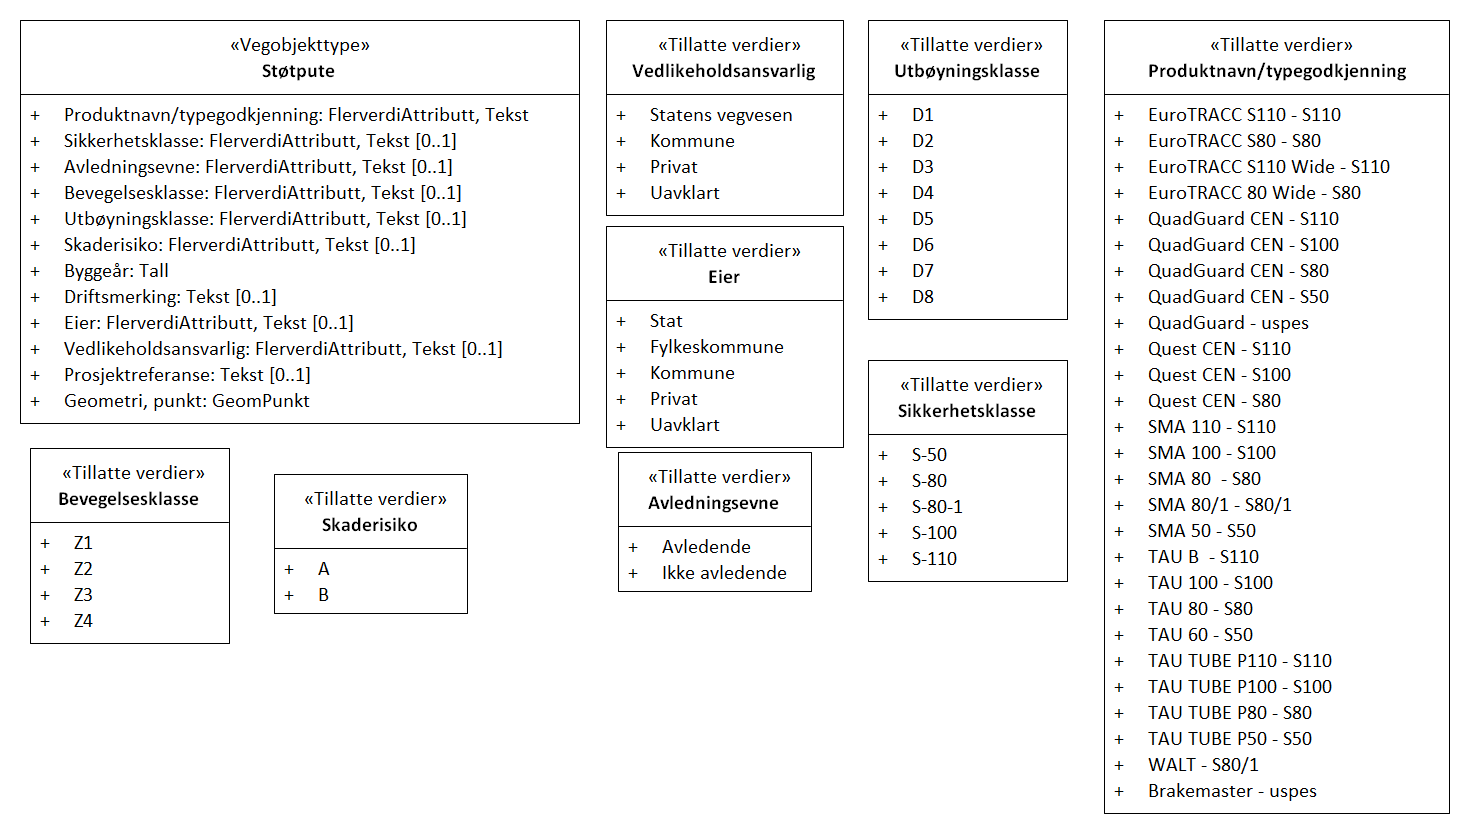 «Vegobjekttype»
Støtpute
+ Produktnavn/typegodkjenning: FlerverdiAttributt, Tekst
+ Sikkerhetsklasse: FlerverdiAttributt, Tekst [0..1]
+ Avledningsevne: FlerverdiAttributt, Tekst [0..1]
+ Bevegelsesklasse: FlerverdiAttributt, Tekst [0..1]
+ Utbøyningsklasse: FlerverdiAttributt, Tekst [0..1]
+ Skaderisiko: FlerverdiAttributt, Tekst [0..1]
+ Byggeår: Tall
+ Driftsmerking: Tekst [0..1]
+ Eier: FlerverdiAttributt, Tekst [0..1]
+ Vedlikeholdsansvarlig: FlerverdiAttributt, Tekst [0..1]
+ Prosjektreferanse: Tekst [0..1]
+ Geometri, punkt: GeomPunkt
«Tillatte verdier»
Bevegelsesklasse
+ Z1
+ Z2
+ Z3
+ Z4
«Tillatte verdier»
Skaderisiko
+ A
+ B
«Tillatte verdier»
Vedlikeholdsansvarlig
+ Statens vegvesen
+ Kommune
+ Privat
+ Uavklart
«Tillatte verdier»
Eier
+ Stat
+ Fylkeskommune
+ Kommune
+ Privat
+ Uavklart
«Tillatte verdier»
Avledningsevne
+ Avledende
+ Ikke avledende
«Tillatte verdier»
Utbøyningsklasse
+ D1
+ D2
+ D3
+ D4
+ D5
+ D6
+ D7
+ D8
«Tillatte verdier»
Sikkerhetsklasse
+ S-50
+ S-80
+ S-80-1
+ S-100
+ S-110
«Tillatte verdier»
Produktnavn/typegodkjenning
+ EuroTRACC S110 - S110
+ EuroTRACC S80 - S80
+ EuroTRACC S110 Wide - S110
+ EuroTRACC 80 Wide - S80
+ QuadGuard CEN - S110
+ QuadGuard CEN - S100
+ QuadGuard CEN - S80
+ QuadGuard CEN - S50
+ QuadGuard - uspes
+ Quest CEN - S110
+ Quest CEN - S100
+ Quest CEN - S80
+ SMA 110 - S110
+ SMA 100 - S100
+ SMA 80  - S80
+ SMA 80/1 - S80/1
+ SMA 50 - S50
+ TAU B  - S110
+ TAU 100 - S100
+ TAU 80 - S80
+ TAU 60 - S50
+ TAU TUBE P110 - S110
+ TAU TUBE P100 - S100
+ TAU TUBE P80 - S80
+ TAU TUBE P50 - S50
+ WALT - S80/1
+ Brakemaster - uspes